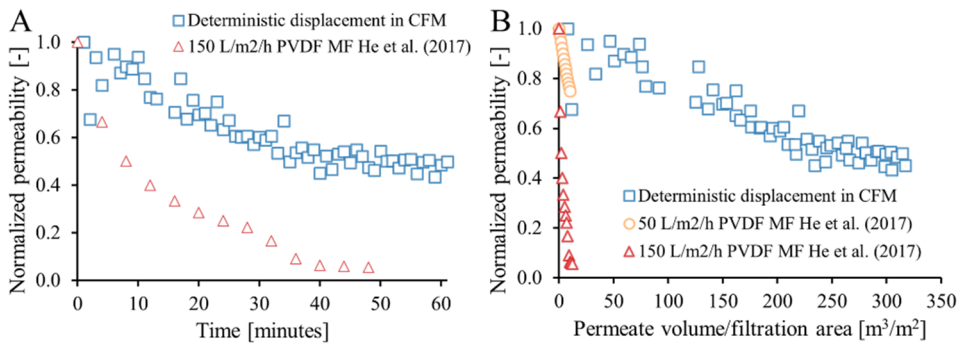 A
Deterministic displacement in CFM
150 L/m2/h PVDF MF He et al. (2017)
Normalized permeability [-]
1.0
0.8
0.6
0.4
0.2
0.0
0 10 20 30 40 50 60
Time [minutes]
B
Normalized permeability [-]
1.0
0.8
0.6
0.4
0.2
0.0
Deterministic displacement in CFM
50 L/m2/h PVDF MF He et al. (2017)
150 L/m2/h PVDF MF He et al. (2017)
0 50 100 150 200 250 300 350
Permeate volume/filtration area [m³/m²]